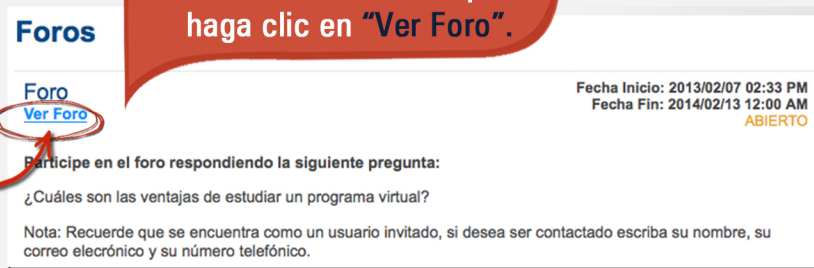 haga clic en "Ver Foro".
Foros
Foro
Ver Foro
Fecha Inicio: 2013/02/07 02:33 PM
Fecha Fin: 2014/02/13 12:00 AM
ABIERTO
Participe en el foro respondiendo la siguiente pregunta:
¿Cuáles son las ventajas de estudiar un programa virtual?
Nota: Recuerde que se encuentra como un usuario invitado, si desea ser contactado escriba su nombre, su
correo elecrónico y su número telefónico.